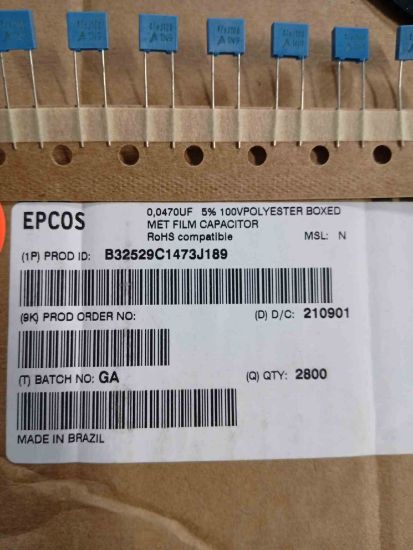 47nJ100
EPCOS
0,0470UF 5% 100VPOLYESTER BOXED
MET FILM CAPACITOR
RoHS compatible MSL: N
(1P) PROD ID: B32529C1473J189
(9K) PROD ORDER NO: (D) D/C: 210901
(T) BATCH NO: GA (Q) QTY: 2800
MADE IN BRAZIL